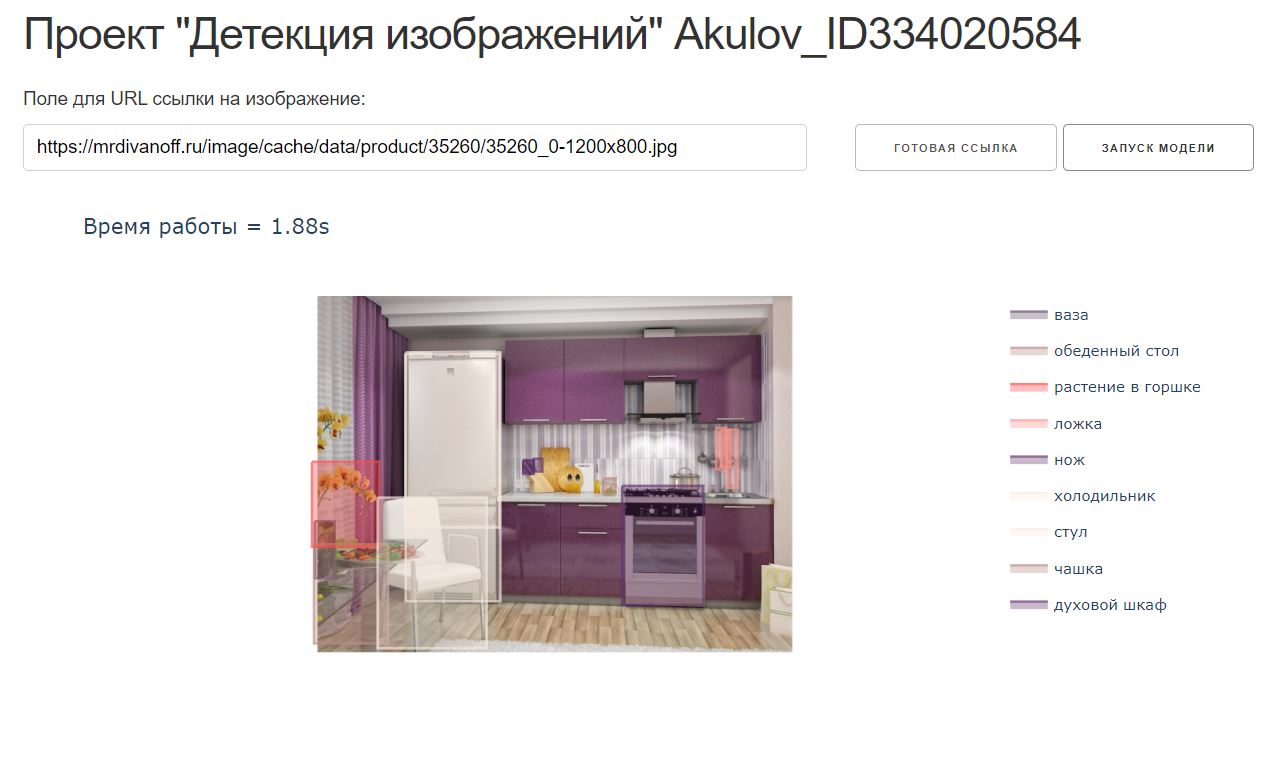 Проект "Детекция изображений" Akulov_ID334020584
Поле для URL ссылки на изображение:
https://mrdivanoff.ru/image/cache/data/product/35260/35260_0-1200x800.jpg
ГОТОВАЯ ССЫЛКА
ЗАПУСК МОДЕЛИ
Время работы = 1.88s
ваза
обеденный стол
растение в горшке
ложка
нож
холодильник
стул
чашка
духовой шкаф